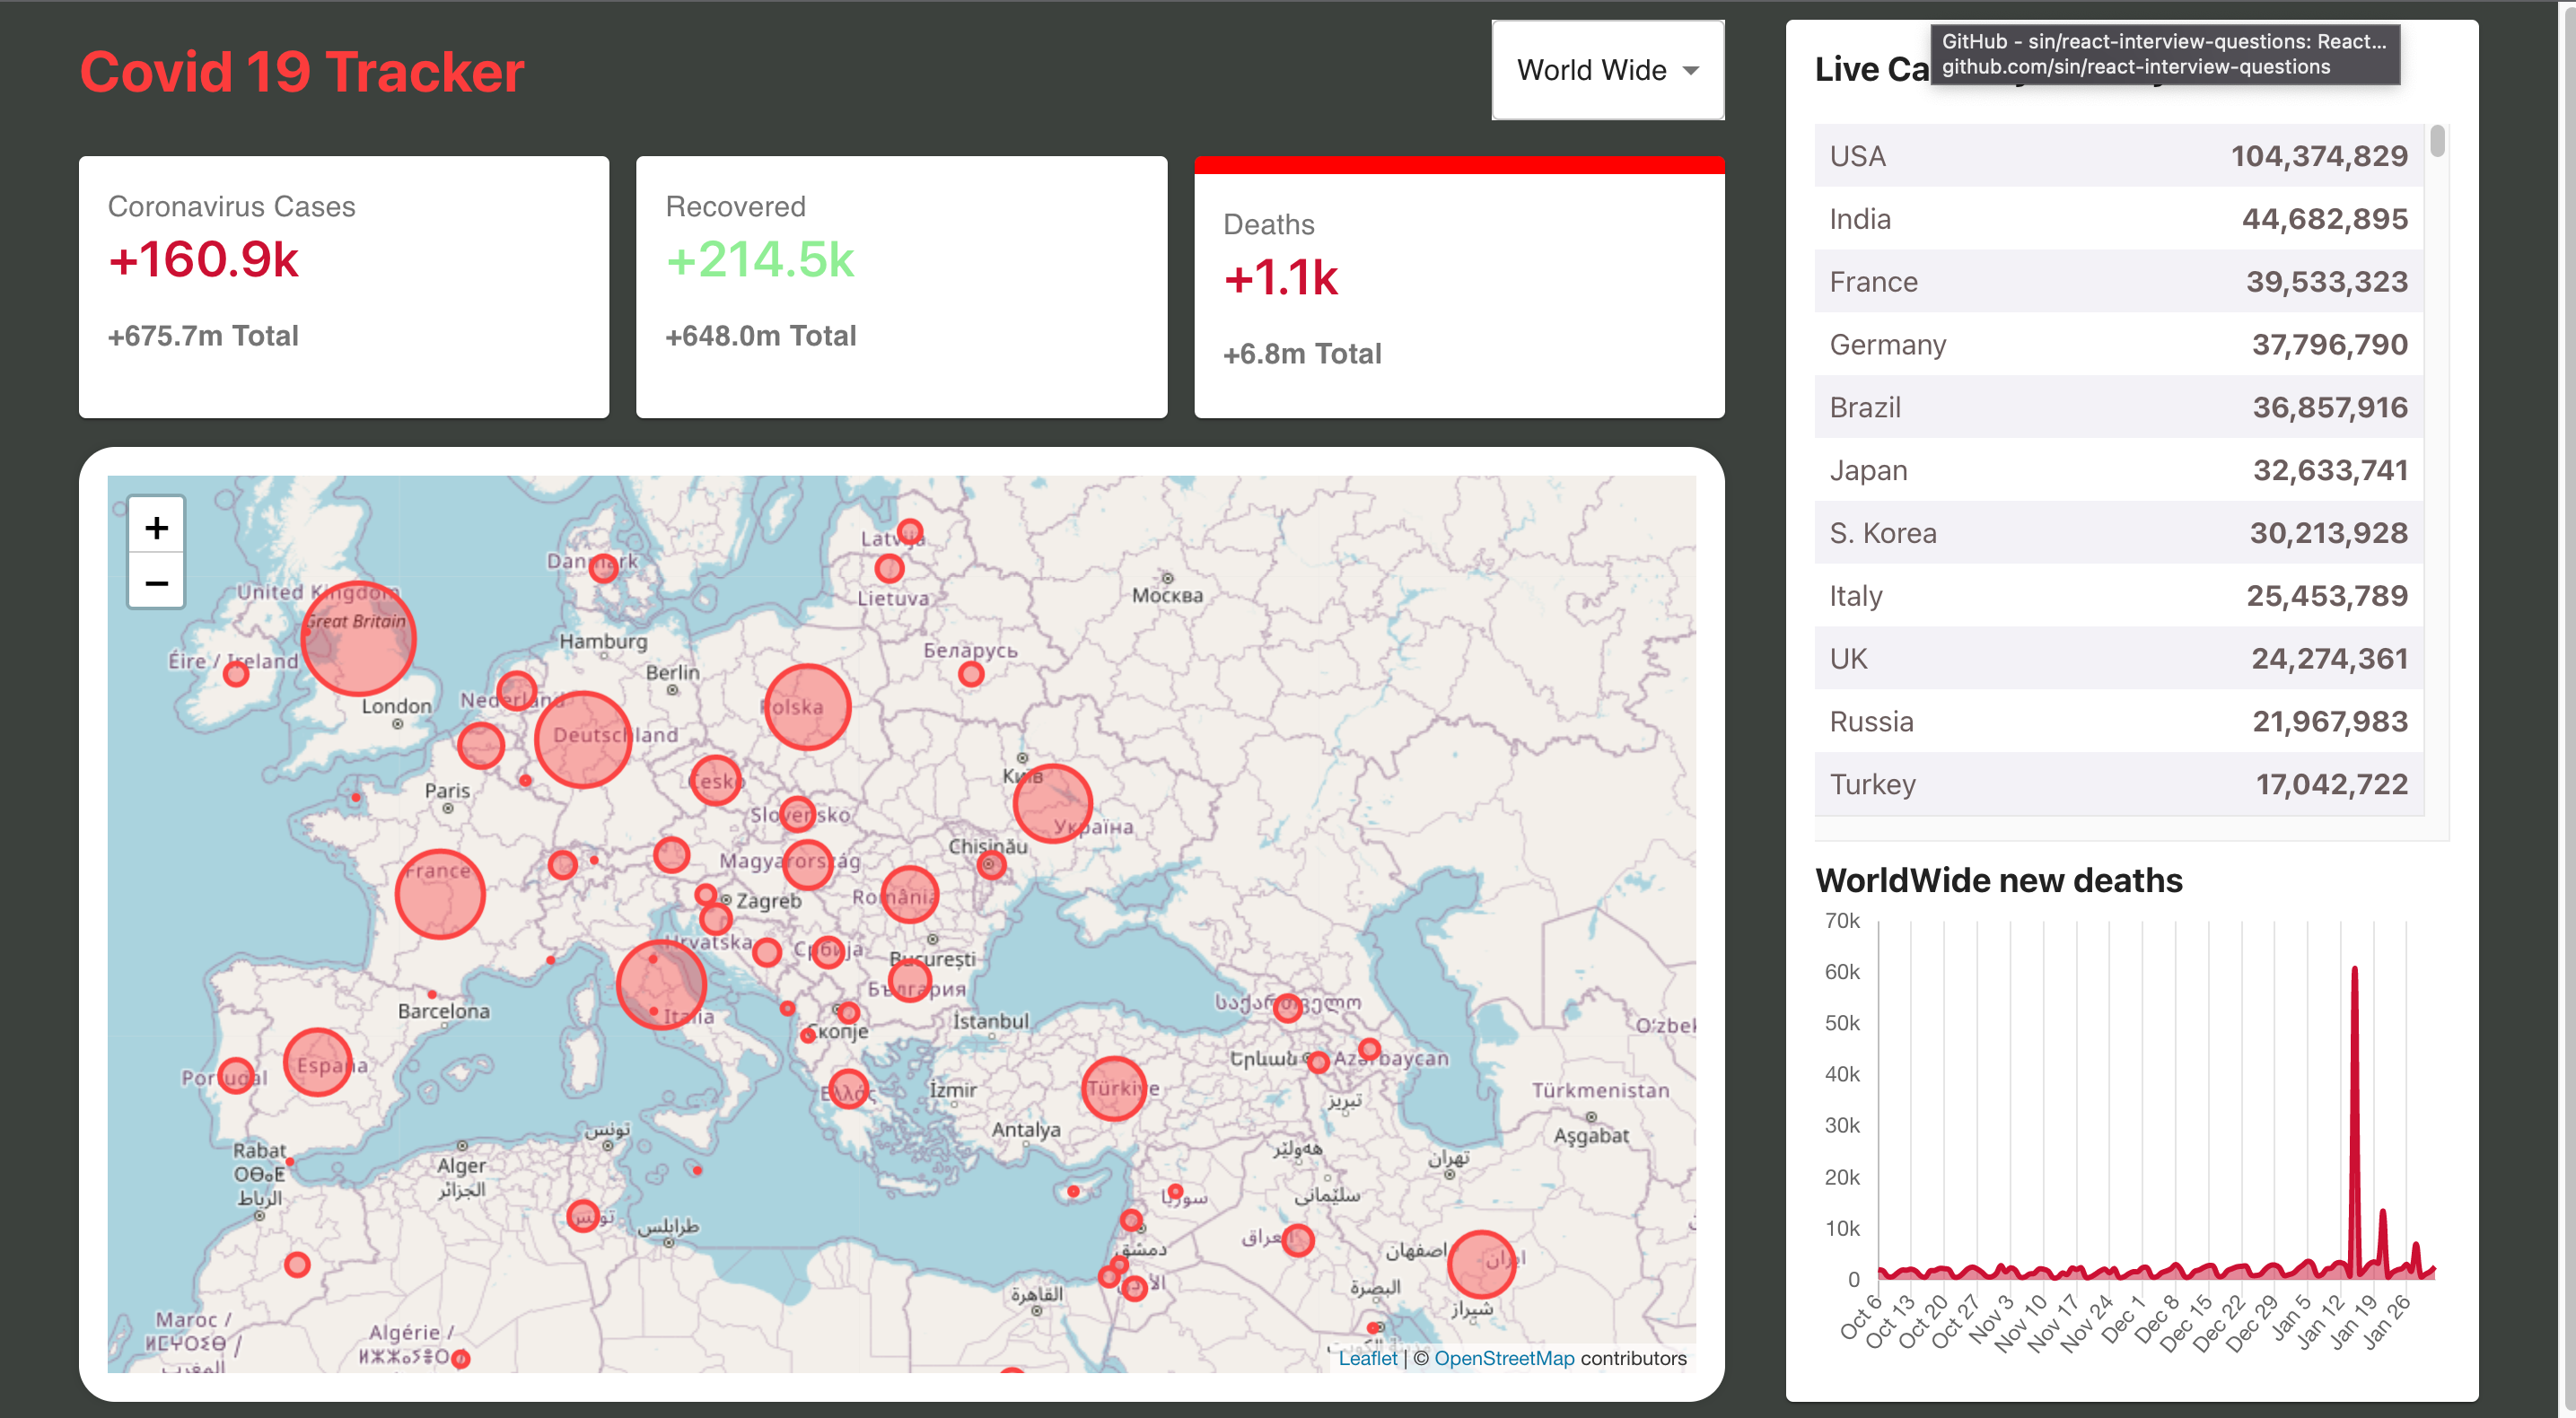 Covid 19 Tracker
World Wide
Coronavirus Cases
+160.9k
+675.7m Total
Recovered
+214.5k
+648.0m Total
Deaths
+1.1k
+6.8m Total
+
−
Latvija
Danmark
Lietuva
Москва
United Kingdom
Great Britain
Hamburg
Беларусь
Éire / Ireland
Berlin
Nederland
London
Polska
Deutschland
Київ
Česko
Paris
Slovensko
Україна
Chișinău
Magyarország
France
România
Zagreb
Hrvatska
Србија
București
България
Barcelona
Italia
Скопје
İstanbul
საქართველო
O'zbek
Երևան
Azərbaycan
España
Portugal
Ελλάς
İzmir
Türkiye
تبریز
Türkmenistan
Antalya
Aşgabat
تونس
Rabat
ⵔⴱⴰⵟ
الرباط
Alger
الجزائر
هەولێر
تهران
سلێمانی
سوريا
تونس
طرابلس
العراق
دمشق
اصفهان
ایران
البصرة
شیراز
القاهرة
Maroc /
ⵍⵎⵖⵔⵉⴱ /
المغرب
Algérie /
Leaflet | © OpenStreetMap contributors
Live Ca
GitHub - sin/react-interview-questions: React...
github.com/sin/react-interview-questions
USA 104,374,829
India 44,682,895
France 39,533,323
Germany 37,796,790
Brazil 36,857,916
Japan 32,633,741
S. Korea 30,213,928
Italy 25,453,789
UK 24,274,361
Russia 21,967,983
Turkey 17,042,722
WorldWide new deaths
70k
60k
50k
40k
30k
20k
10k
0
Oct 6
Oct 13
Oct 20
Oct 27
Nov 3
Nov 10
Nov 17
Nov 24
Dec 1
Dec 8
Dec 15
Dec 22
Dec 29
Jan 5
Jan 12
Jan 19
Jan 26